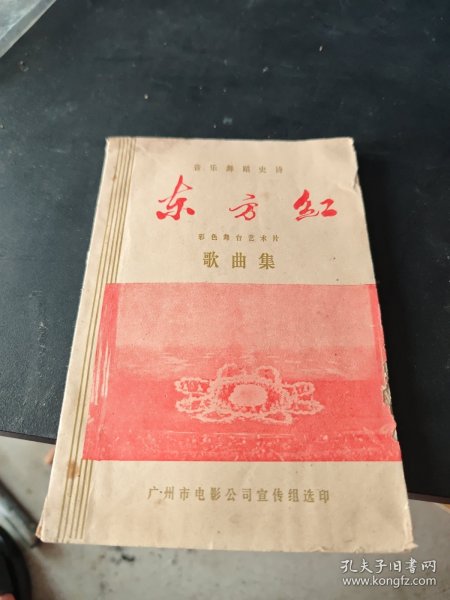 音乐舞蹈史诗
东方红
彩色舞台艺术片
歌曲集
广州市电影公司宣传组选印
孔夫子旧书网
www.kongfz.com